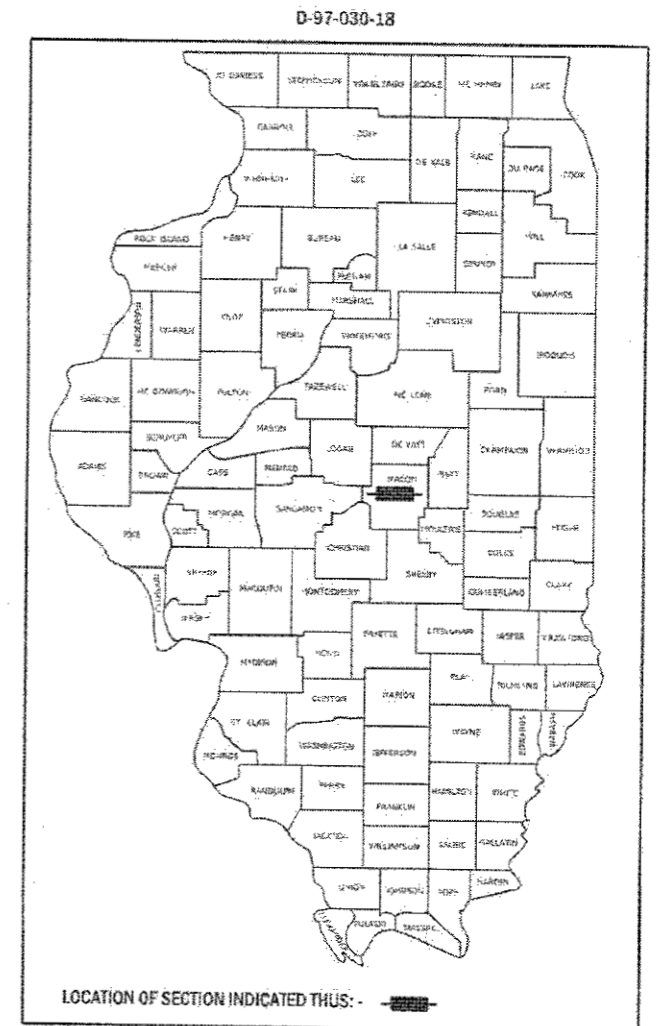 D-97-030-18
JO DAVIESS STEPHENSON WINNEBAGO BOONE MC HENRY LAKE
CARROLL OGLE
DE KALB KANE DU PAGE COOK
WHITESIDE LEE
KENDALL
ROCK ISLAND HENRY BUREAU LA SALLE WILL
GRUNDY
MERCER PUTNAM
STARK MARSHALL KANKAKEE
HENDERSON WARREN KNOX LIVINGSTON
PEORIA WOODFORD IROQUOIS
HANCOCK MC DONOUGH FULTON TAZEWELL MC LEAN FORD
MASON
SCHUYLER LOGAN DE WITT CHAMPAIGN VERMILION
ADAMS BROWN CASS MENARD MACON PIATT
MORGAN SANGAMON DOUGLAS EDGAR
PIKE SCOTT CHRISTIAN MOULTRIE COLES
SHELBY
GREENE CLARK
CALHOUN MACOUPIN MONTGOMERY CUMBERLAND
JERSEY
FAYETTE EFFINGHAM JASPER CRAWFORD
MADISON BOND
CLAY
CLINTON MARION RICHLAND LAWRENCE
ST. CLAIR WAYNE EDWARDS WABASH
WASHINGTON
MONROE JEFFERSON
RANDOLPH PERRY HAMILTON WHITE
FRANKLIN
JACKSON WILLIAMSON SALINE GALLATIN
UNION JOHNSON POPE HARDIN
ALEXANDER PULASKI MASSAC
LOCATION OF SECTION INDICATED THUS: -